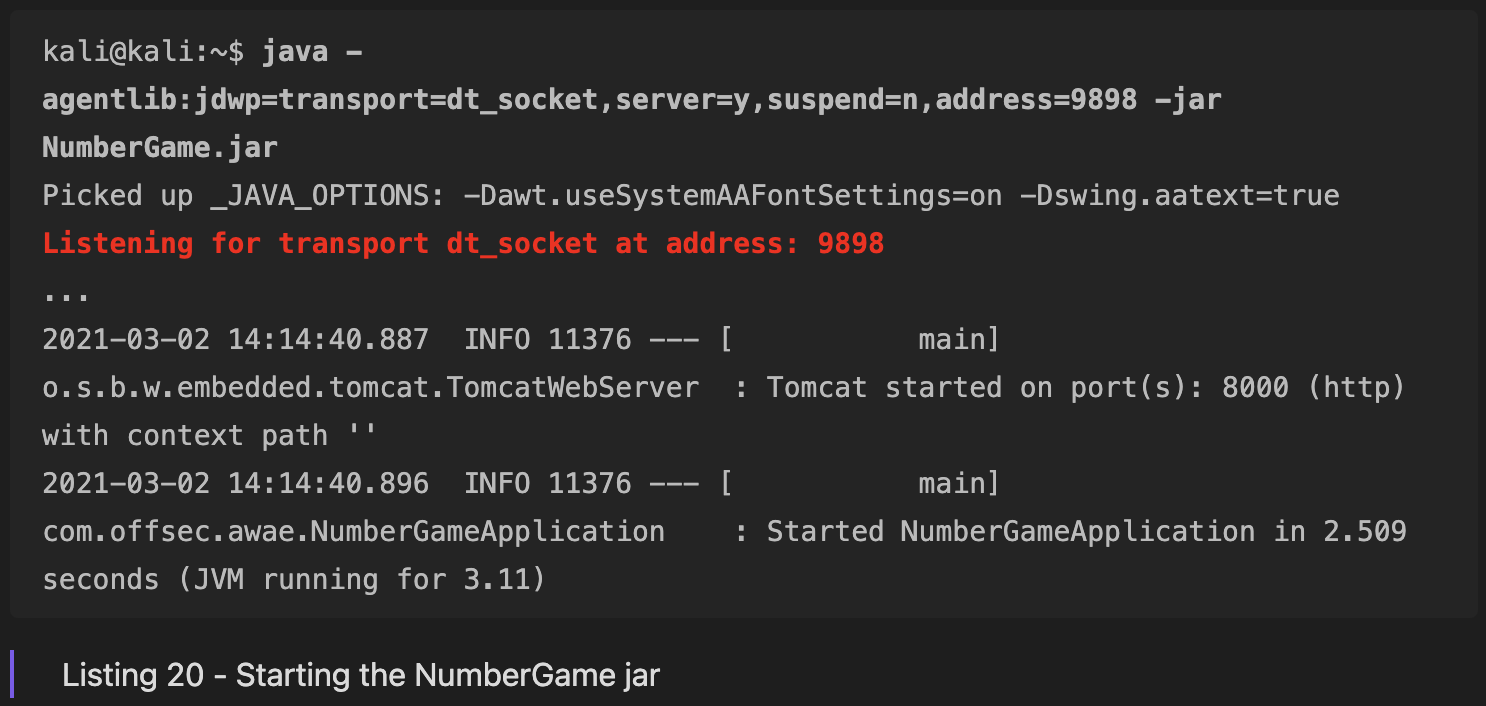 kali@kali:~$ java -
agentlib:jdwp=transport=dt_socket,server=y,suspend=n,address=9898 -jar
NumberGame.jar
Picked up _JAVA_OPTIONS: -Dawt.useSystemAAFontSettings=on -Dswing.aatext=true
Listening for transport dt_socket at address: 9898
...
2021-03-02 14:14:40.887  INFO 11376 --- [           main]
o.s.b.w.embedded.tomcat.TomcatWebServer  : Tomcat started on port(s): 8000 (http)
with context path ''
2021-03-02 14:14:40.896  INFO 11376 --- [           main]
com.offsec.awae.NumberGameApplication    : Started NumberGameApplication in 2.509
seconds (JVM running for 3.11)
Listing 20 - Starting the NumberGame jar